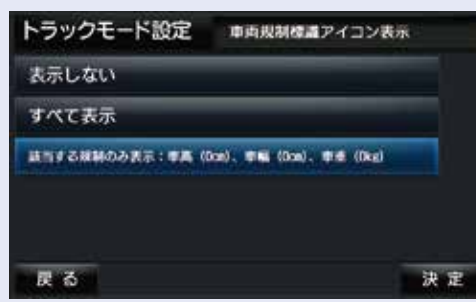 トラックモード設定 車両規制標識アイコン表示
表示しない
すべて表示
該当する規制のみ表示：車高（0cm）、車幅（0cm）、車重（0kg）
戻る 決定